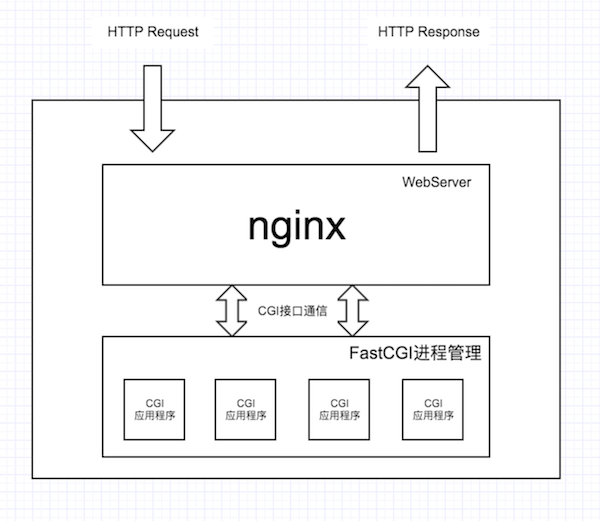 HTTP Request
HTTP Response
WebServer
nginx
CGI接口通信
FastCGI进程管理
CGI
应用程序
CGI
应用程序
CGI
应用程序
CGI
应用程序